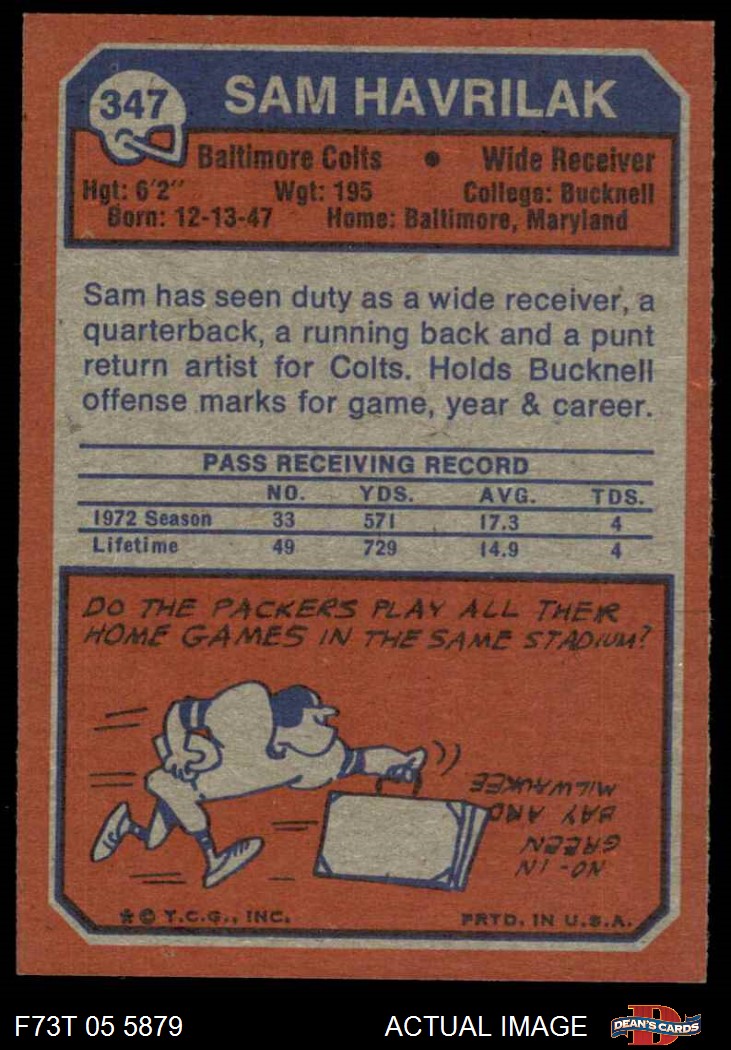 347
SAM HAVRILAK
Baltimore Colts • Wide Receiver
Hgt: 6'2" Wgt: 195 College: Bucknell
Born: 12-13-47 Home: Baltimore, Maryland
Sam has seen duty as a wide receiver, a
quarterback, a running back and a punt
return artist for Colts. Holds Bucknell
offense marks for game, year & career.
PASS RECEIVING RECORD
NO. YDS. AVG. TDS.
1972 Season 33 571 17.3 4
Lifetime 49 729 14.9 4
DO THE PACKERS PLAY ALL THEIR
HOME GAMES IN THE SAME STADIUM?
NO-IN
GREEN
BAY AND
MILWAUKEE
* © T.C.G., INC. PRTD. IN U.S.A.
F73T 05 5879 ACTUAL IMAGE
D
DEAN'S CARDS